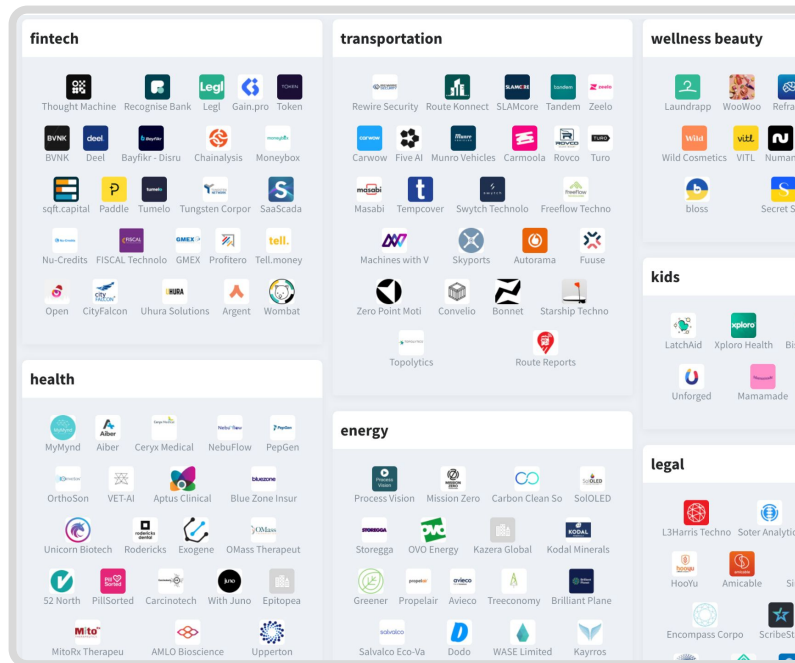 fintech
Thought Machine Recognise Bank Legl Gain.pro Token
BVNK Deel Bayfikr - Disru Chainalysis Moneybox
sqft.capital Paddle Tumelo Tungsten Corpor SaaScada
Nu-Credits FISCAL Technolo GMEX Profitero Tell.money
Open CityFalcon Uhura Solutions Argent Wombat
health
MyMynd Aiber Ceryx Medical NebuFlow PepGen
OrthoSon VET-AI Aptus Clinical Blue Zone Insur
Unicorn Biotech Rodericks Exogene OMass Therapeut
52 North PillSorted Carcinotech With Juno Epitopea
MitoRx Therapeu AMLO Bioscience Upperton
transportation
Rewire Security Route Konnect SLAMcore Tandem Zeelo
Carwow Five AI Munro Vehicles Carmoola Rovco Turo
Masabi Tempcover Swytch Technolo Freeflow Techno
Machines with V Skyports Autorama Fuuse
Zero Point Moti Convelio Bonnet Starship Techno
Topolytics Route Reports
energy
Process Vision Mission Zero Carbon Clean So SolOLED
Storegga OVO Energy Kazera Global Kodal Minerals
Greener Propelair Avieco Treeconomy Brilliant Plane
Salvalco Eco-Va Dodo WASE Limited Kayrros
wellness beauty
Laundrapp WooWoo Refra
Wild Cosmetics VITL Numan
bloss Secret S
kids
LatchAid Xploro Health Bi
Unforged Mamamade
legal
L3Harris Techno Soter Analytic
HooYu Amicable Si
Encompass Corpo ScribeSt